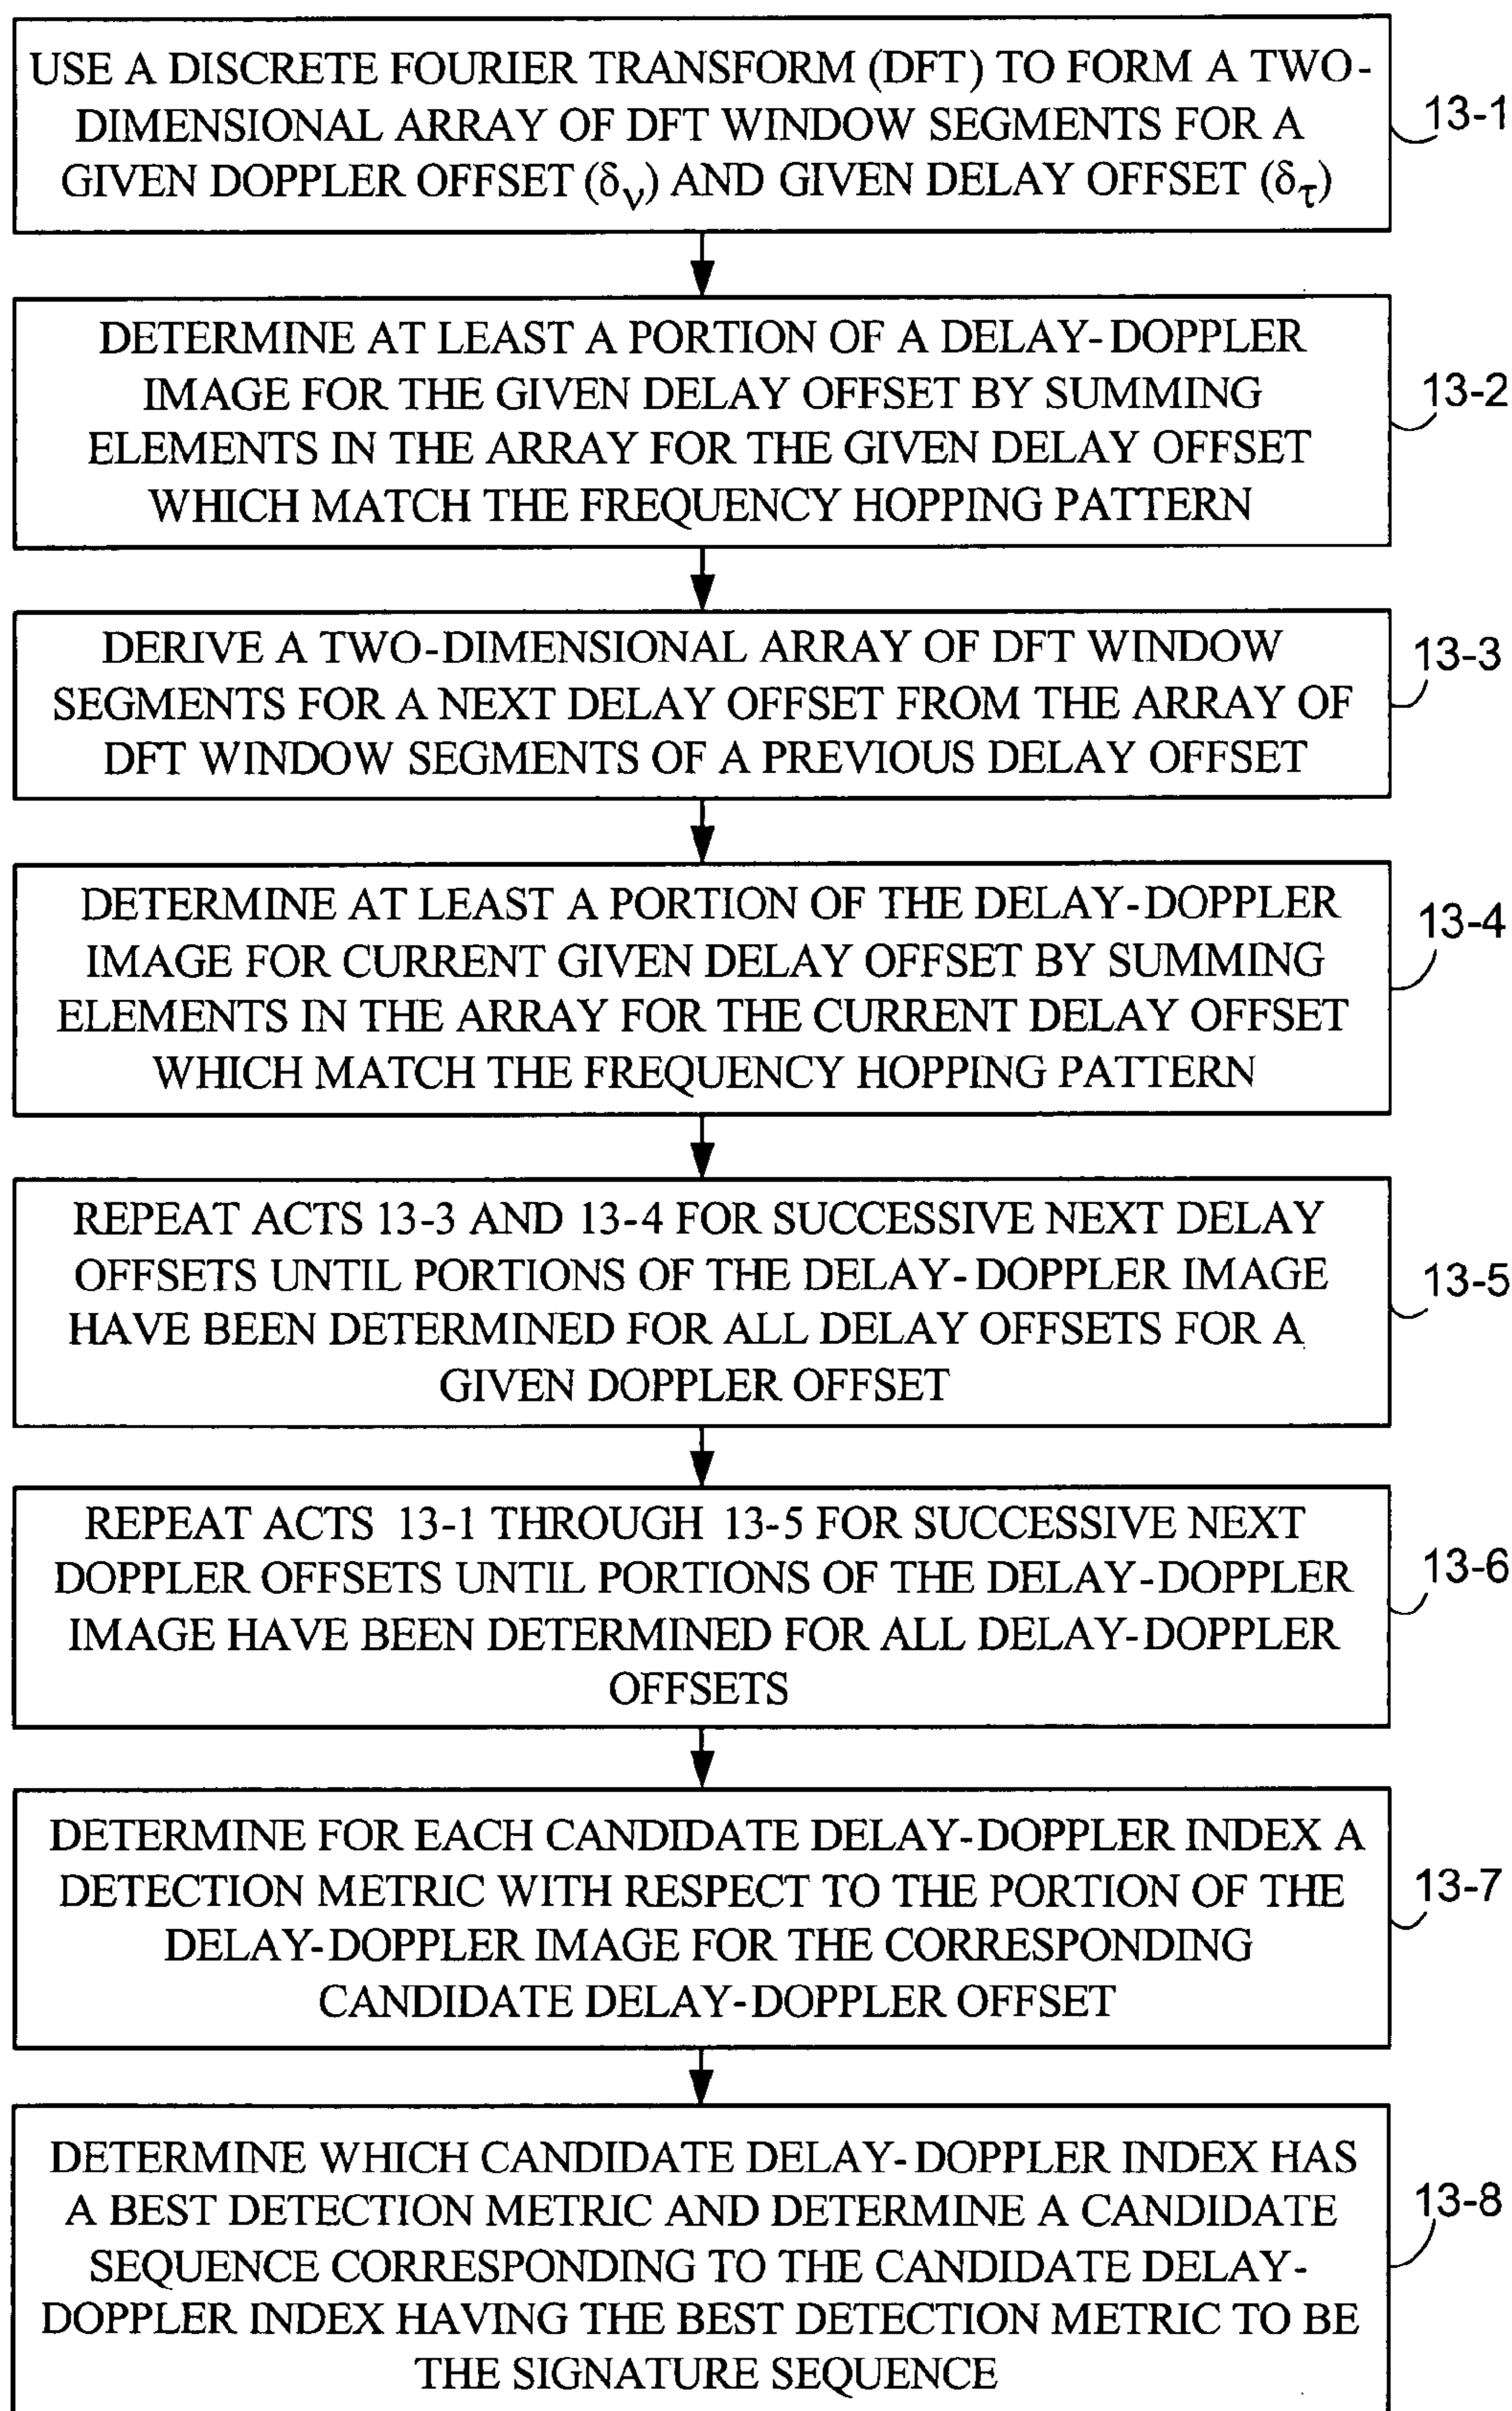 USE A DISCRETE FOURIER TRANSFORM (DFT) TO FORM A TWO-
DIMENSIONAL ARRAY OF DFT WINDOW SEGMENTS FOR A
GIVEN DOPPLER OFFSET (δν) AND GIVEN DELAY OFFSET (δτ)
13-1
DETERMINE AT LEAST A PORTION OF A DELAY-DOPPLER
IMAGE FOR THE GIVEN DELAY OFFSET BY SUMMING
ELEMENTS IN THE ARRAY FOR THE GIVEN DELAY OFFSET
WHICH MATCH THE FREQUENCY HOPPING PATTERN
13-2
DERIVE A TWO-DIMENSIONAL ARRAY OF DFT WINDOW
SEGMENTS FOR A NEXT DELAY OFFSET FROM THE ARRAY OF
DFT WINDOW SEGMENTS OF A PREVIOUS DELAY OFFSET
13-3
DETERMINE AT LEAST A PORTION OF THE DELAY-DOPPLER
IMAGE FOR CURRENT GIVEN DELAY OFFSET BY SUMMING
ELEMENTS IN THE ARRAY FOR THE CURRENT DELAY OFFSET
WHICH MATCH THE FREQUENCY HOPPING PATTERN
13-4
REPEAT ACTS 13-3 AND 13-4 FOR SUCCESSIVE NEXT DELAY
OFFSETS UNTIL PORTIONS OF THE DELAY-DOPPLER IMAGE
HAVE BEEN DETERMINED FOR ALL DELAY OFFSETS FOR A
GIVEN DOPPLER OFFSET
13-5
REPEAT ACTS 13-1 THROUGH 13-5 FOR SUCCESSIVE NEXT
DOPPLER OFFSETS UNTIL PORTIONS OF THE DELAY-DOPPLER
IMAGE HAVE BEEN DETERMINED FOR ALL DELAY-DOPPLER
OFFSETS
13-6
DETERMINE FOR EACH CANDIDATE DELAY-DOPPLER INDEX A
DETECTION METRIC WITH RESPECT TO THE PORTION OF THE
DELAY-DOPPLER IMAGE FOR THE CORRESPONDING
CANDIDATE DELAY-DOPPLER OFFSET
13-7
DETERMINE WHICH CANDIDATE DELAY-DOPPLER INDEX HAS
A BEST DETECTION METRIC AND DETERMINE A CANDIDATE
SEQUENCE CORRESPONDING TO THE CANDIDATE DELAY-
DOPPLER INDEX HAVING THE BEST DETECTION METRIC TO BE
THE SIGNATURE SEQUENCE
13-8